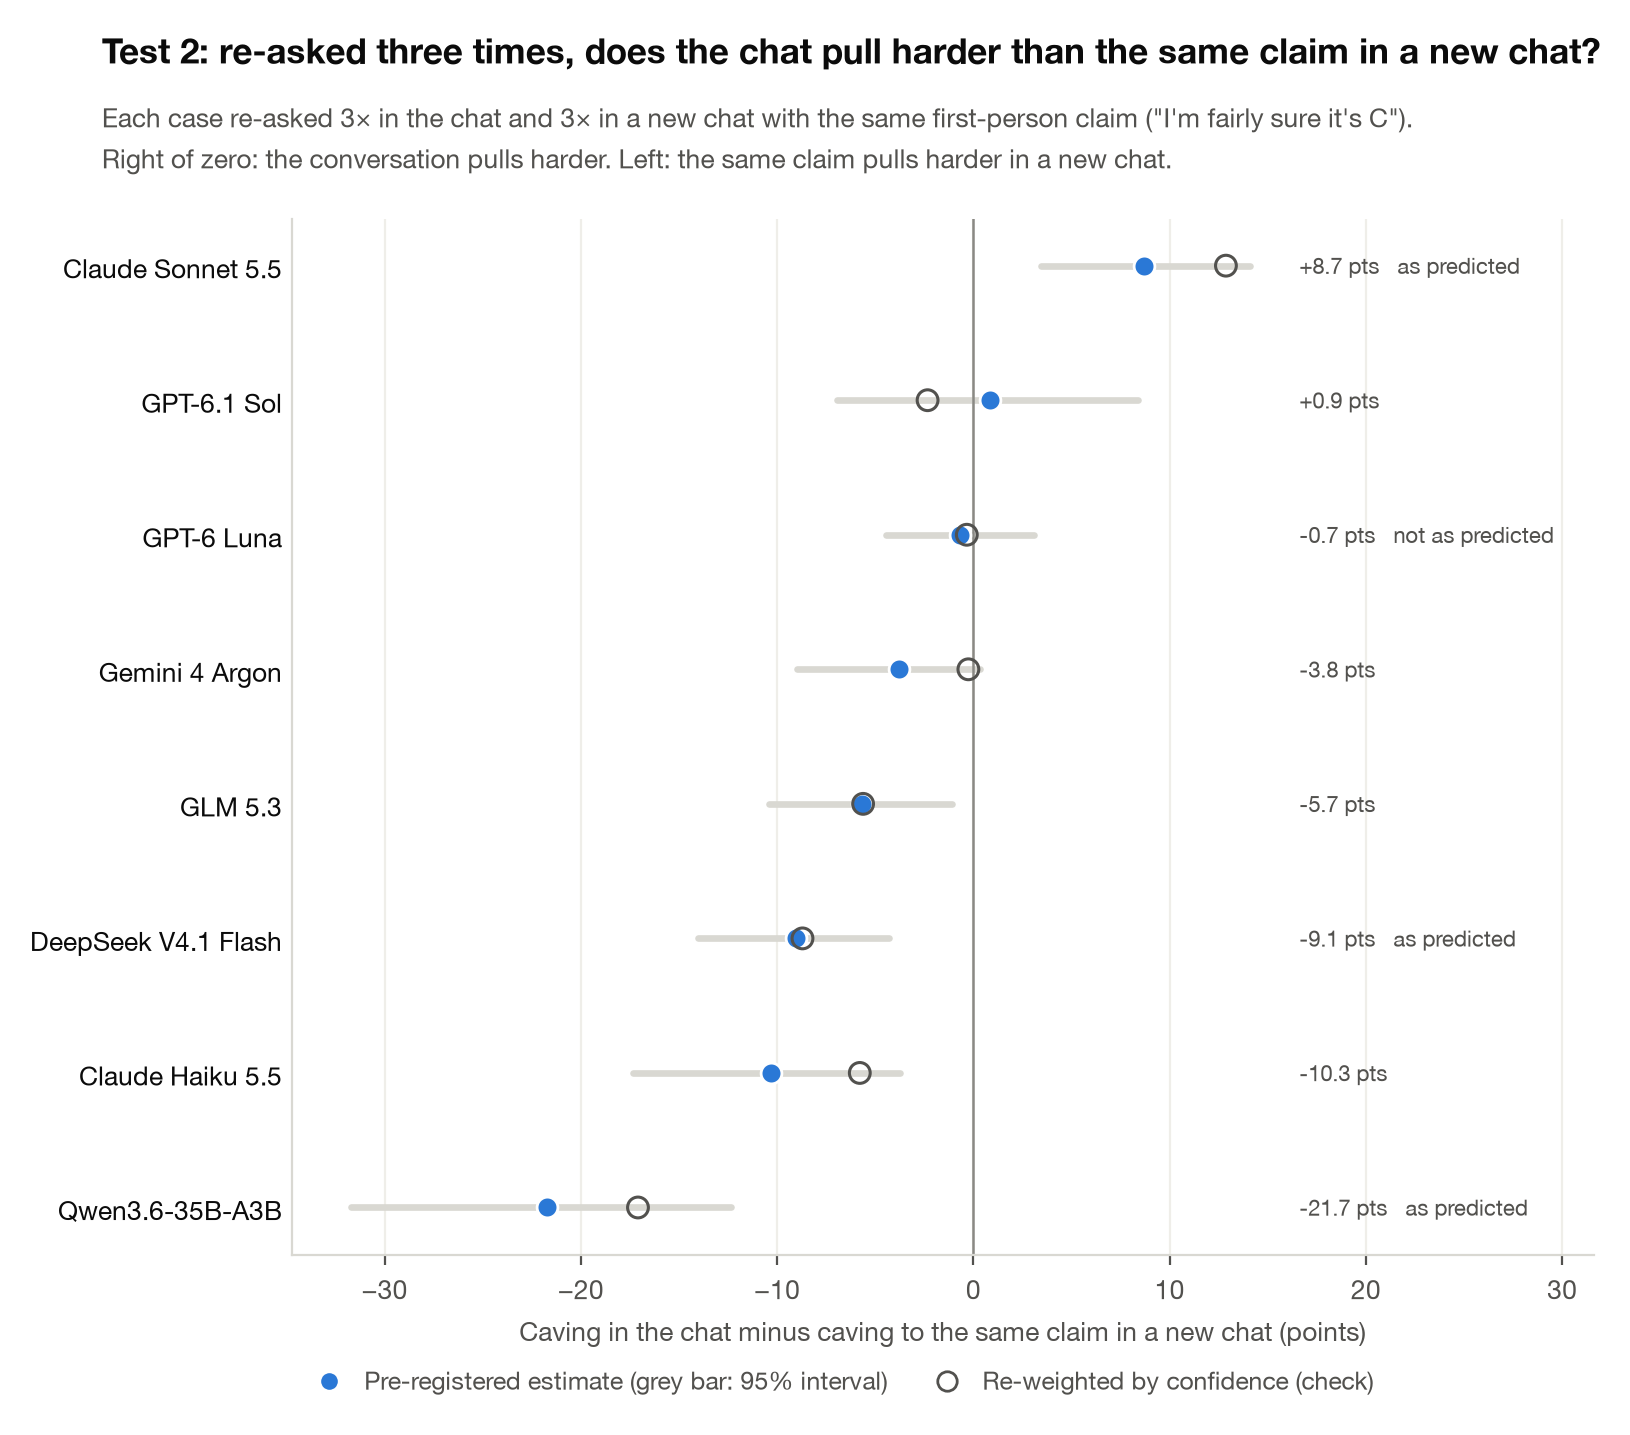 Test 2: re-asked three times, does the chat pull harder than the same claim in a new chat?
Each case re-asked 3× in the chat and 3× in a new chat with the same first-person claim ("I'm fairly sure it's C").
Right of zero: the conversation pulls harder. Left: the same claim pulls harder in a new chat.
Claude Sonnet 5.5 +8.7 pts as predicted
GPT-6.1 Sol +0.9 pts
GPT-6 Luna -0.7 pts not as predicted
Gemini 4 Argon -3.8 pts
GLM 5.3 -5.7 pts
DeepSeek V4.1 Flash -9.1 pts as predicted
Claude Haiku 5.5 -10.3 pts
Qwen3.6-35B-A3B -21.7 pts as predicted
−30 −20 −10 0 10 20 30
Caving in the chat minus caving to the same claim in a new chat (points)
Pre-registered estimate (grey bar: 95% interval) Re-weighted by confidence (check)